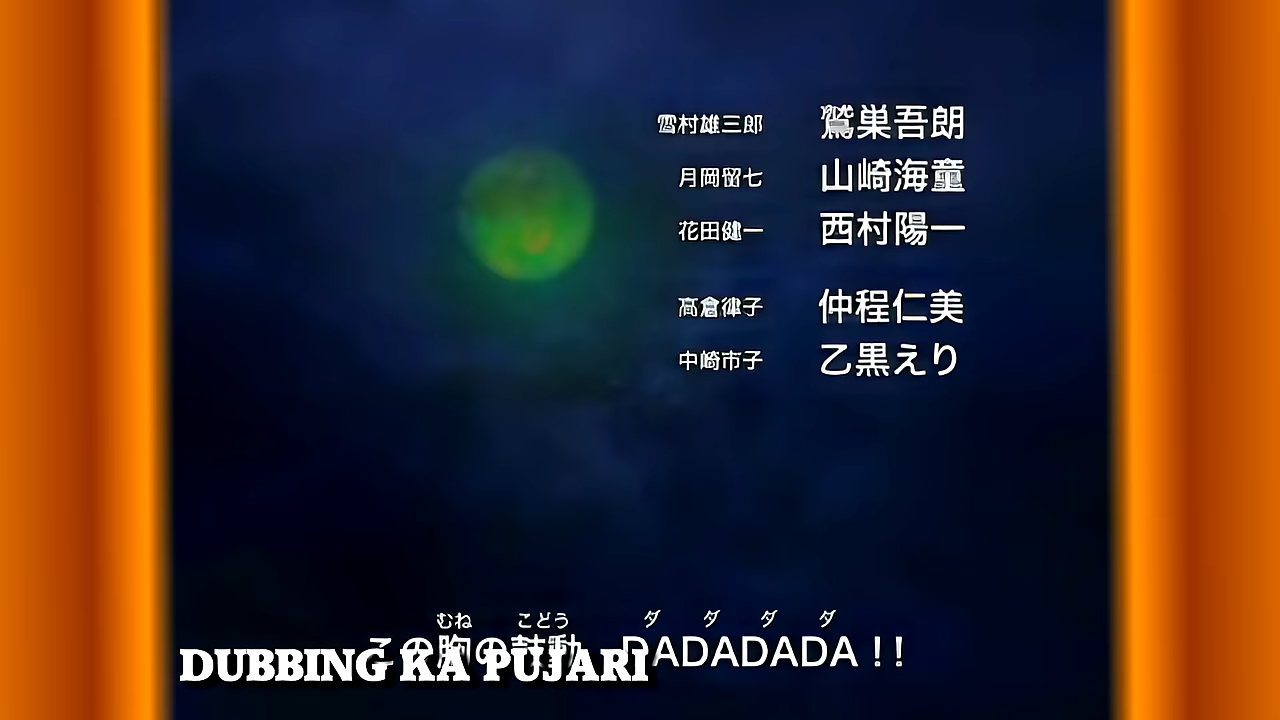 雪村雄三郎 鷲巣吾朗
月岡留七 山崎海童
花田健一 西村陽一
高倉律子 仲程仁美
中崎市子 乙黒えり
むね こどう ダ ダ ダ ダ
この胸の鼓動 DADADADA!!
DUBBING KA PUJARI